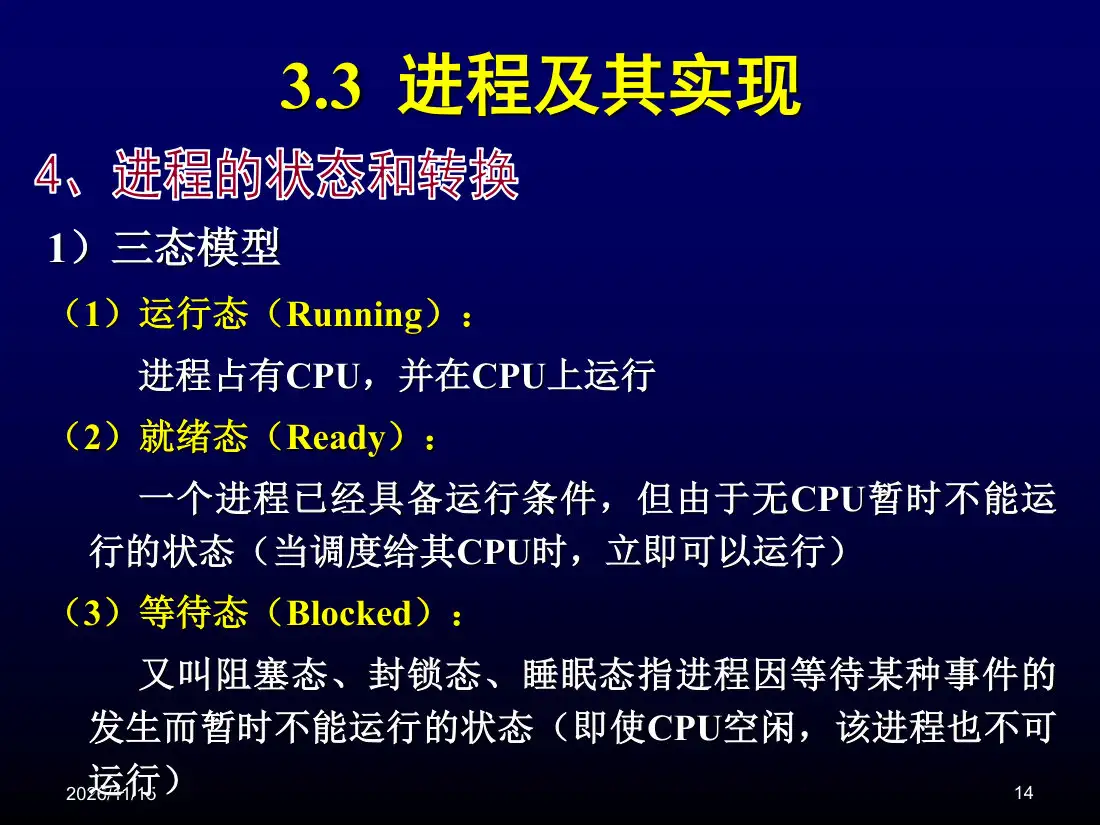 3.3 进程及其实现
4、进程的状态和转换
1）三态模型
（1）运行态（Running）：
进程占有CPU，并在CPU上运行
（2）就绪态（Ready）：
一个进程已经具备运行条件，但由于无CPU暂时不能运
行的状态（当调度给其CPU时，立即可以运行）
（3）等待态（Blocked）：
又叫阻塞态、封锁态、睡眠态指进程因等待某种事件的
发生而暂时不能运行的状态（即使CPU空闲，该进程也不可
运行）
14